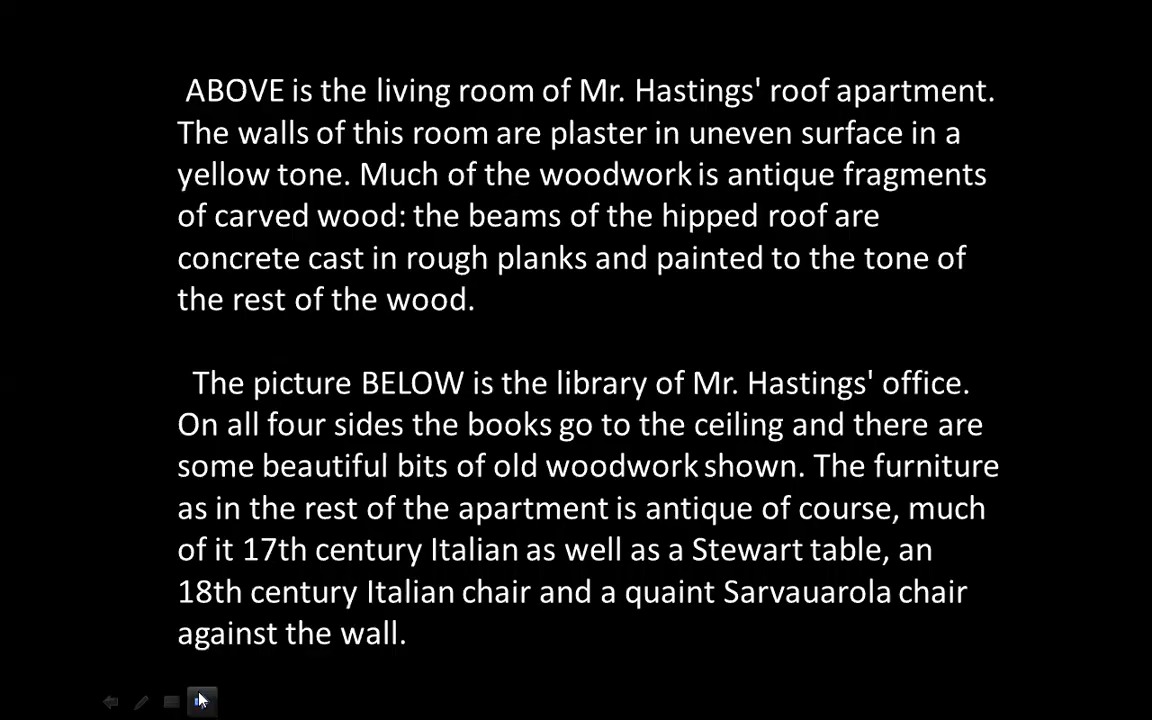 ABOVE is the living room of Mr. Hastings' roof apartment.
The walls of this room are plaster in uneven surface in a
yellow tone. Much of the woodwork is antique fragments
of carved wood: the beams of the hipped roof are
concrete cast in rough planks and painted to the tone of
the rest of the wood.
The picture BELOW is the library of Mr. Hastings' office.
On all four sides the books go to the ceiling and there are
some beautiful bits of old woodwork shown. The furniture
as in the rest of the apartment is antique of course, much
of it 17th century Italian as well as a Stewart table, an
18th century Italian chair and a quaint Sarvauarola chair
against the wall.